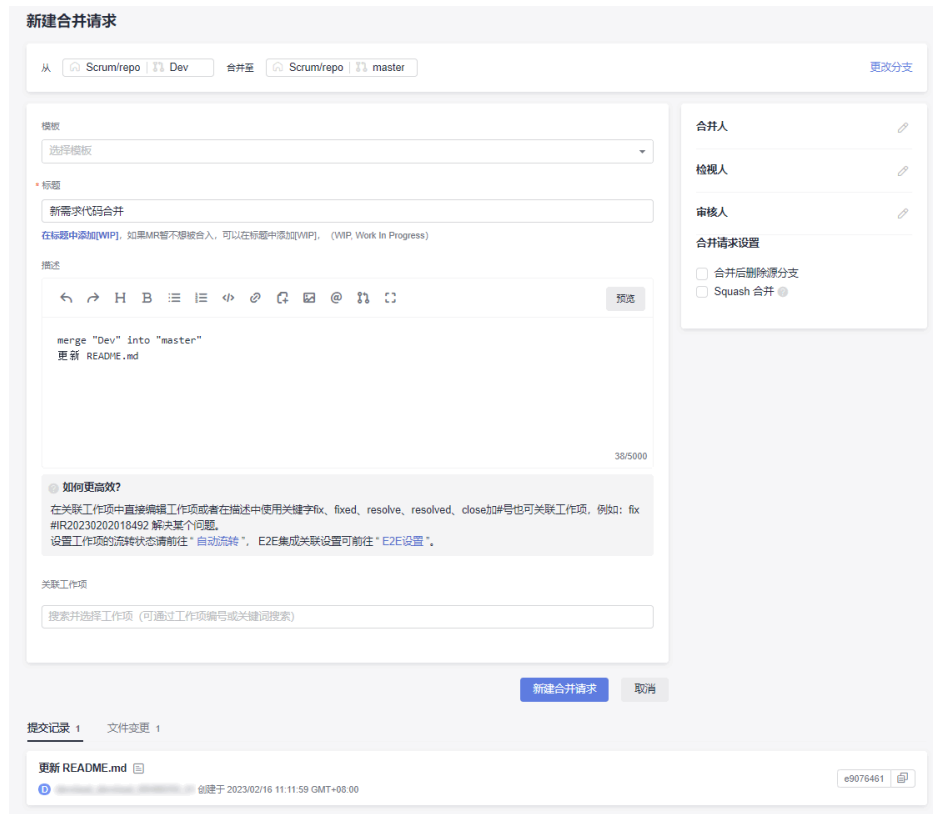 新建合并请求
从 Scrum/repo Dev 合并至 Scrum/repo master 更改分支
模板
选择模板
* 标题
新需求代码合并
在标题中添加[WIP]，如果MR暂不想被合入，可以在标题中添加[WIP]， （WIP, Work In Progress）
描述
H B @ 预览
merge "Dev" into "master"
更新 README.md
38/5000
如何更高效?
在关联工作项中直接编辑工作项或者在描述中使用关键字fix、fixed、resolve、resolved、close加#号也可关联工作项，例如：fix
#IR20230202018492 解决某个问题。
设置工作项的流转状态请前往 “ 自动流转 ”， E2E集成关联设置可前往 “ E2E设置 ”。
关联工作项
搜索并选择工作项（可通过工作项编号或关键词搜索）
合并人
检视人
审核人
合并请求设置
合并后删除源分支
Squash 合并
新建合并请求 取消
提交记录 1 文件变更 1
更新 README.md
D 创建于 2023/02/16 11:11:59 GMT+08:00
e9076461